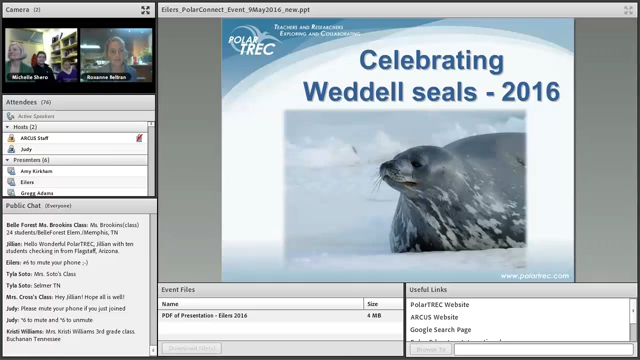 Camera (2)
Michelle Shero
Roxanne Beltran
Attendees (76)
Active Speakers
Hosts (2)
ARCUS Staff
Judy
Presenters (6)
Amy Kirkham
Eilers
Gregg Adams
Public Chat (Everyone)
Belle Forest Ms. Brookins Class: Ms. Brookins(class)
24 students/BelleForest Elem./Memphis, TN
Jillian: Hello Wonderful PolarTREC, Jillian with ten
students checking in from Flagstaff, Arizona.
Eilers: #6 to mute your phone ;-)
Tyla Soto: Mrs. Soto's Class
Tyla Soto: Selmer TN
Mrs. Cross's Class: Hey Jillian! Hope all is well!
Judy: Please mute your phone if you just joined
Judy: *6 to mute and *6 to unmute.
Kristi Williams: Mrs. Kristi Williams 3rd grade class.
Buchanan Tennessee
Eilers_PolarConnect_Event_9May2016_new.ppt
POLAR
TREC
TEACHERS AND RESEARCHERS
EXPLORING AND COLLABORATING
Celebrating
Weddell seals - 2016
www.polartrec.com
Event Files
Name
Size
PDF of Presentation - Eilers 2016
4 MB
Download File(s)
Useful Links
PolarTREC Website
ARCUS Website
Google Search Page
Browse To